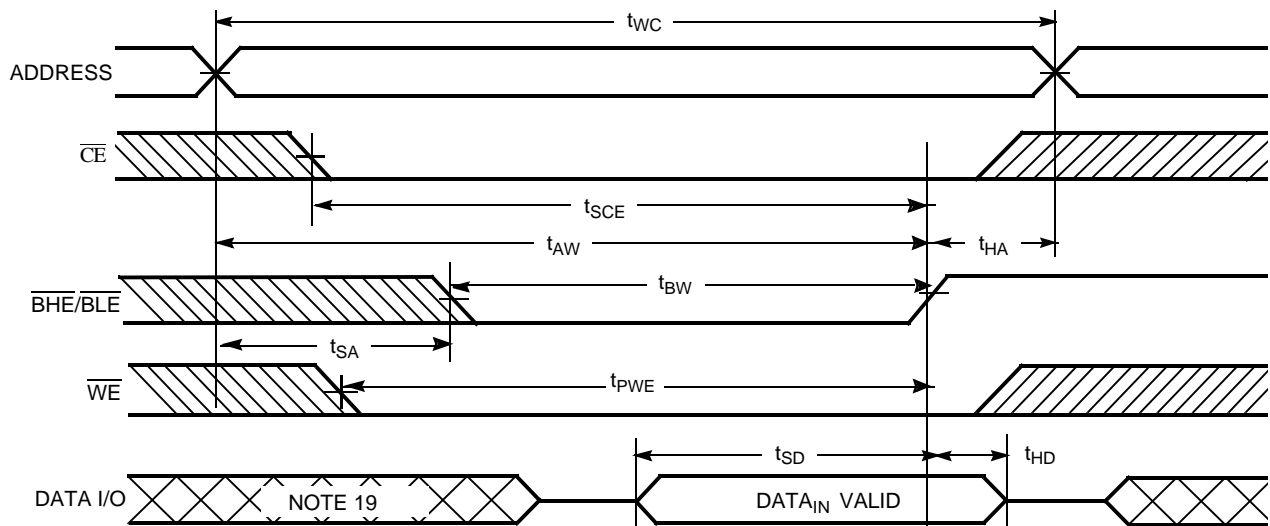 tWC
ADDRESS
CE
tSCE
tAW
tHA
BHE/BLE
tBW
tSA
WE
tPWE
tSD
tHD
DATA I/O
NOTE 19
DATAIN VALID